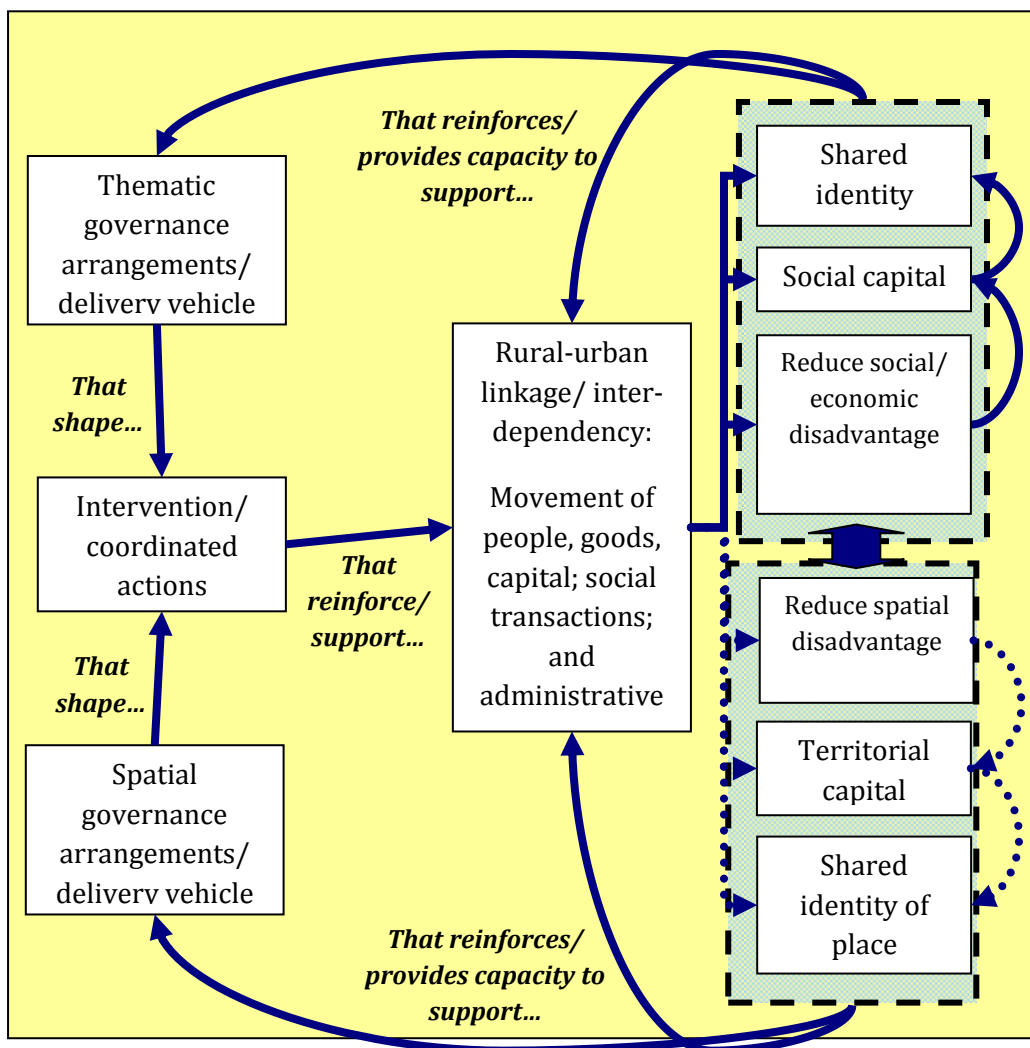 That reinforces/
provides capacity to
support…
Thematic
governance
arrangements/
delivery vehicle
That
shape…
Intervention/
coordinated
actions
That
shape…
Spatial
governance
arrangements/
delivery vehicle
That
reinforce/
support…
Rural-urban
linkage/ inter-
dependency:
Movement of
people, goods,
capital; social
transactions;
and
administrative
Shared
identity
Social capital
Reduce social/
economic
disadvantage
Reduce spatial
disadvantage
Territorial
capital
Shared
identity of
place
That reinforces/
provides capacity to
support…